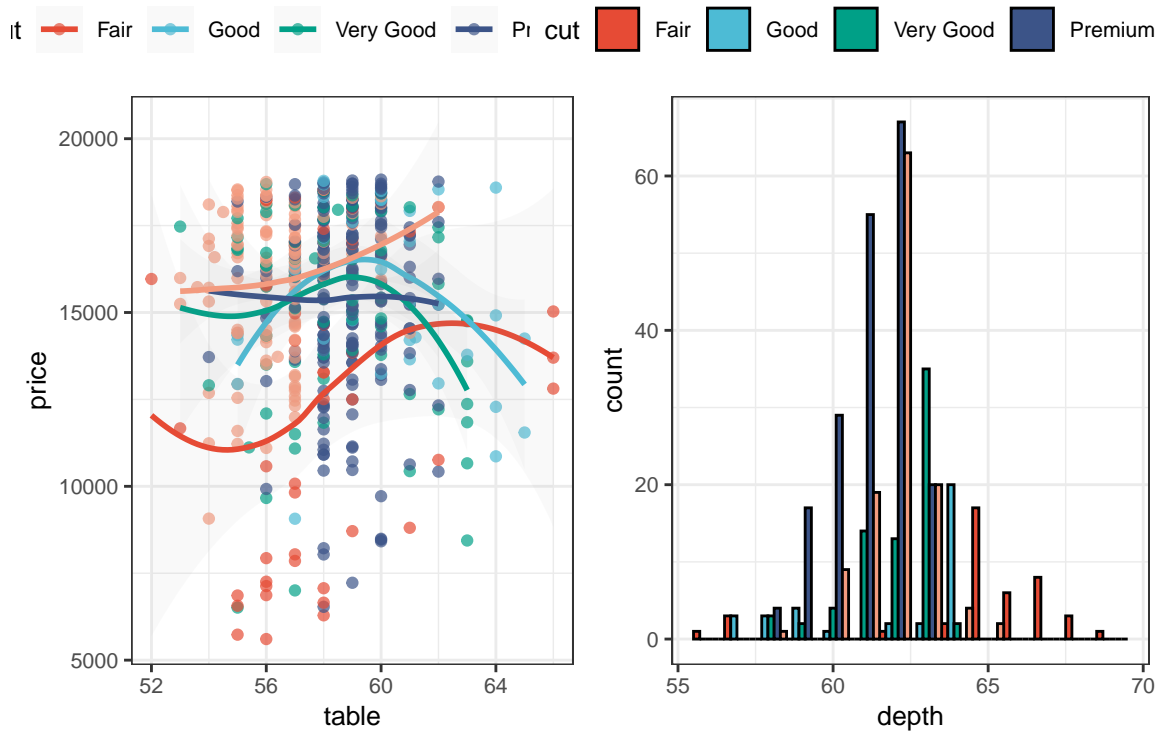 Fair Good Very Good
cut Fair Good Very Good Premium
20000
15000
10000
5000
price
52 56 60 64
table
60
40
20
0
count
55 60 65 70
depth